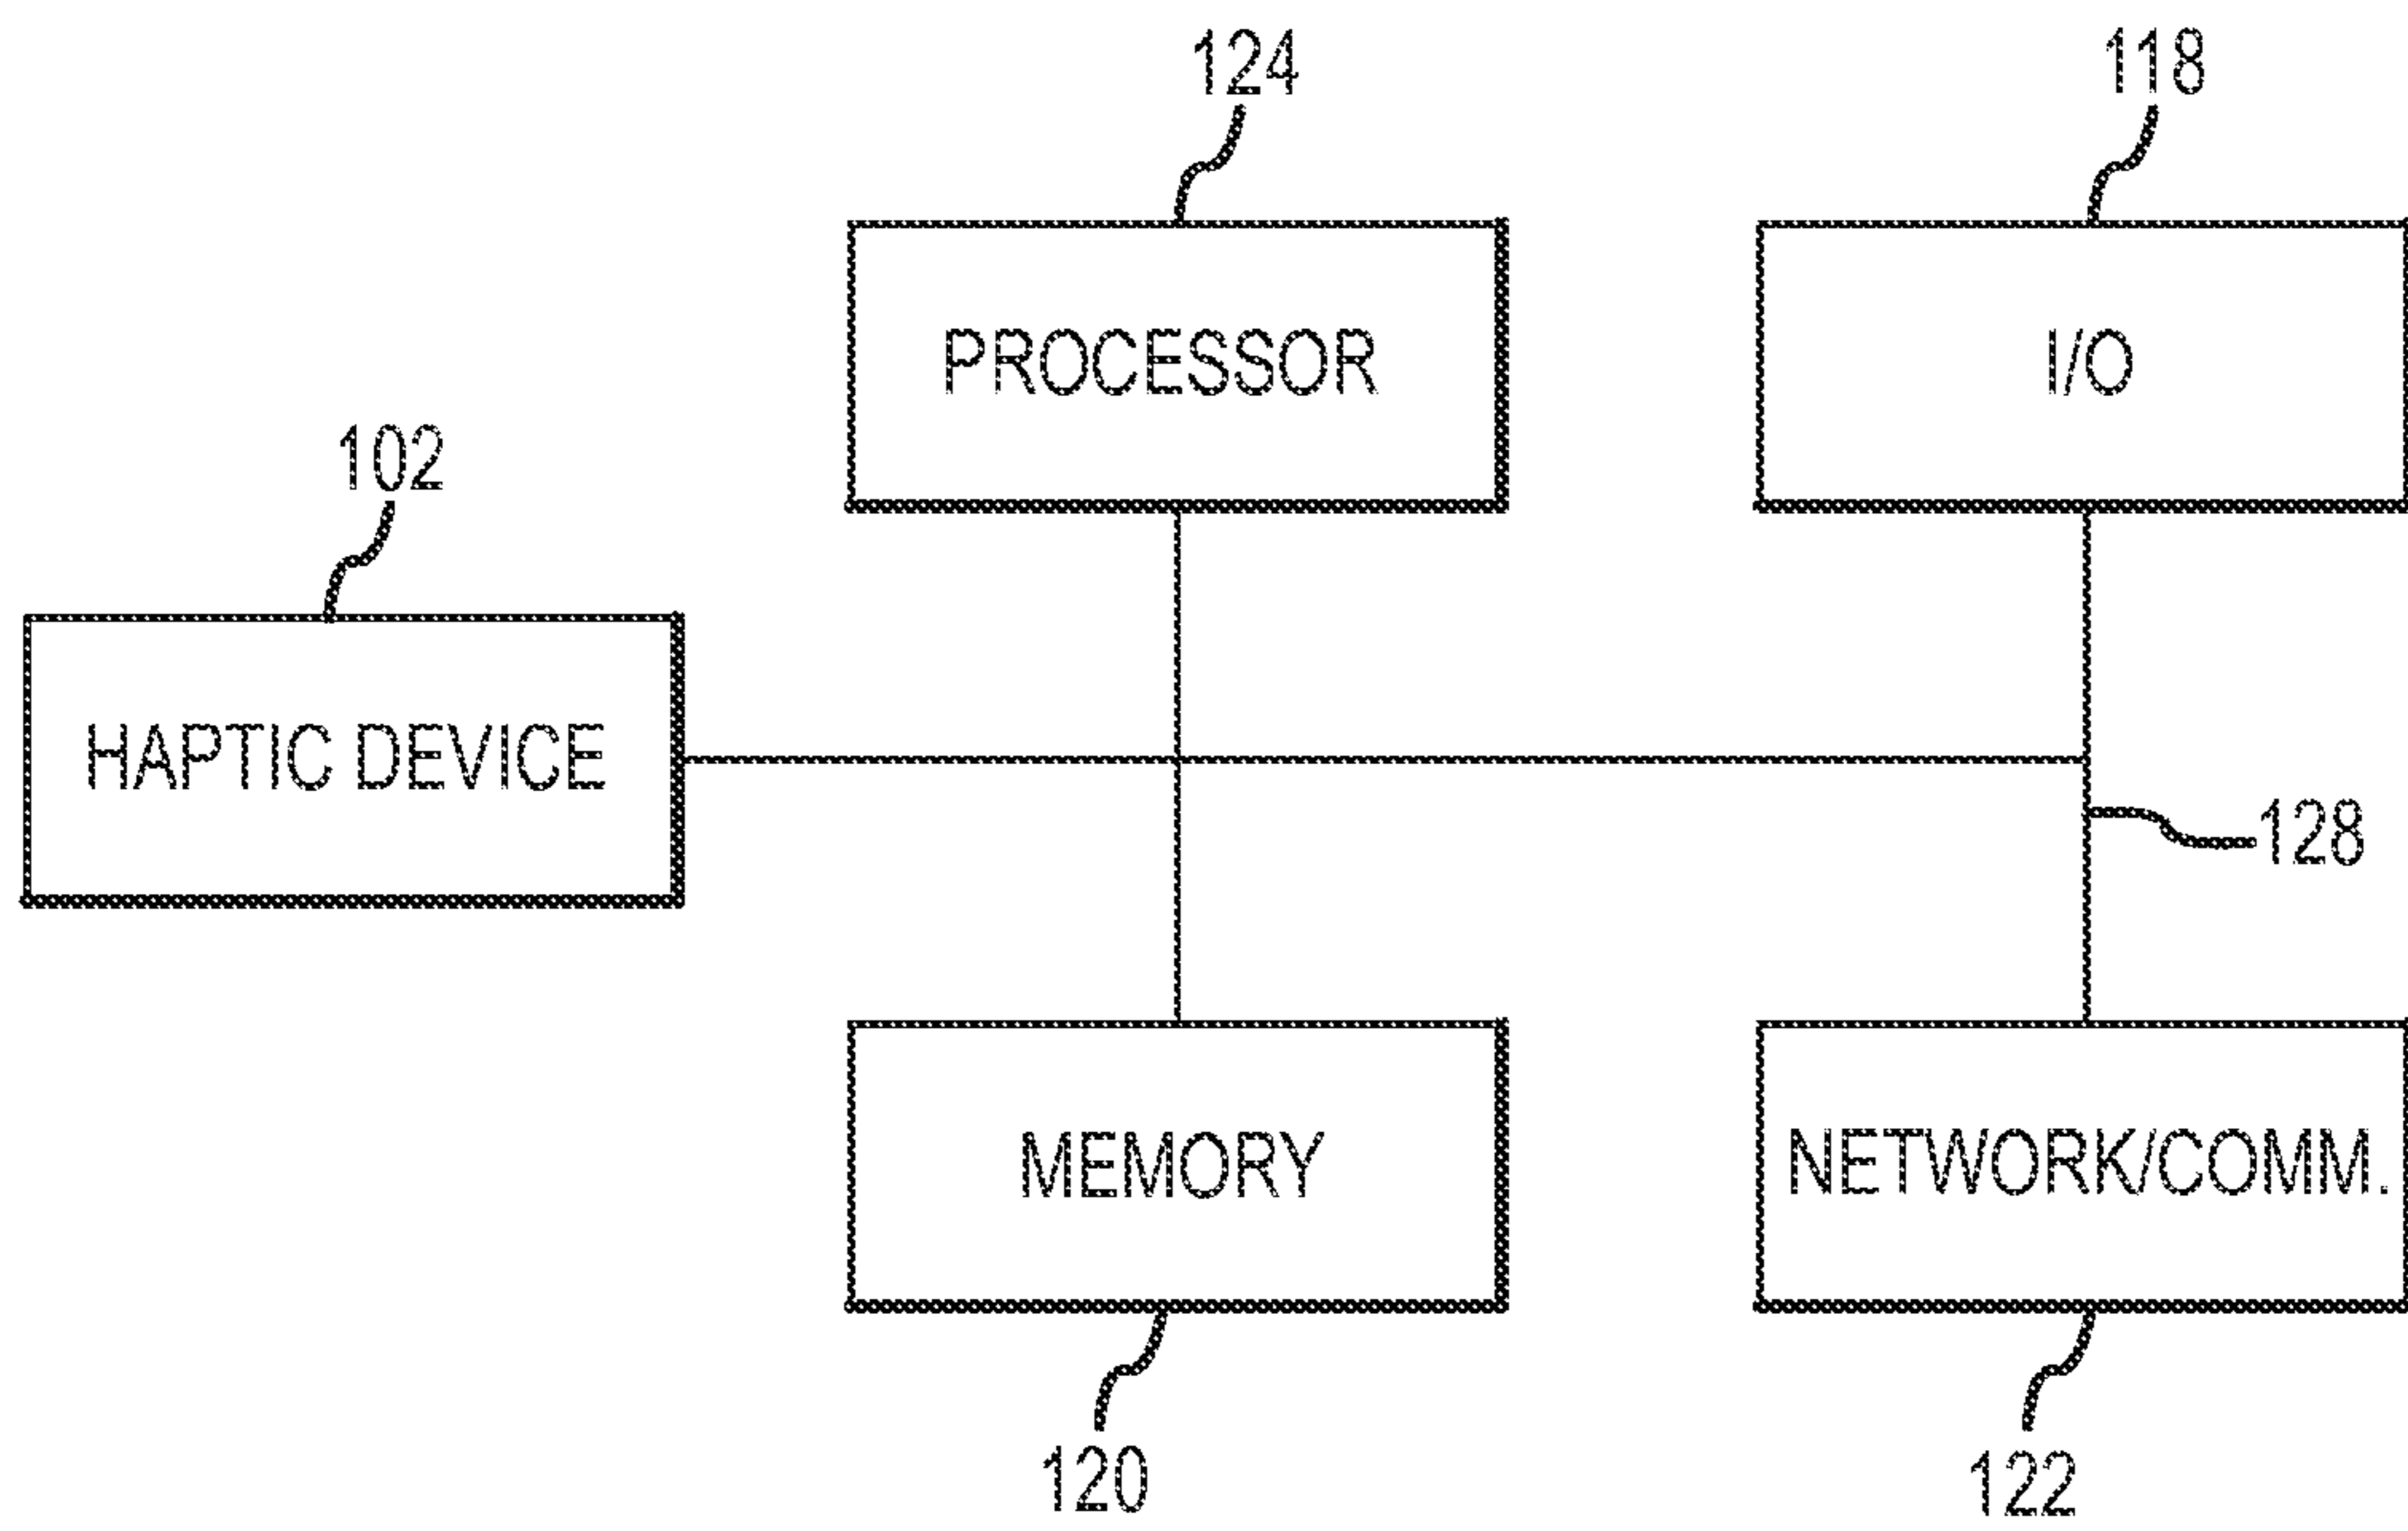 124
118
PROCESSOR
I/O
102
HAPTIC DEVICE
128
MEMORY
NETWORK/COMM.
120
122